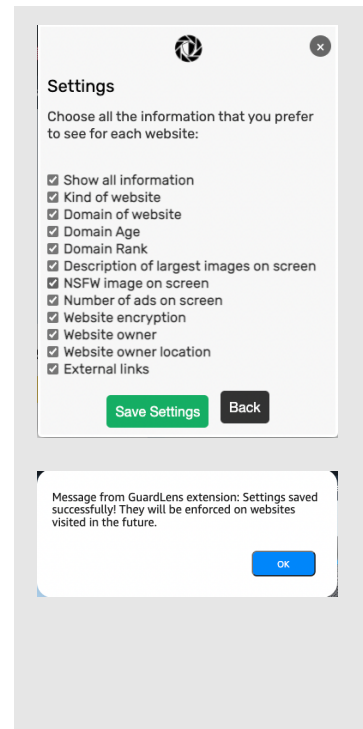 Settings
Choose all the information that you prefer
to see for each website:
Show all information
Kind of website
Domain of website
Domain Age
Domain Rank
Description of largest images on screen
NSFW image on screen
Number of ads on screen
Website encryption
Website owner
Website owner location
External links
Save Settings
Back
Message from GuardLens extension: Settings saved
successfully! They will be enforced on websites
visited in the future.
OK